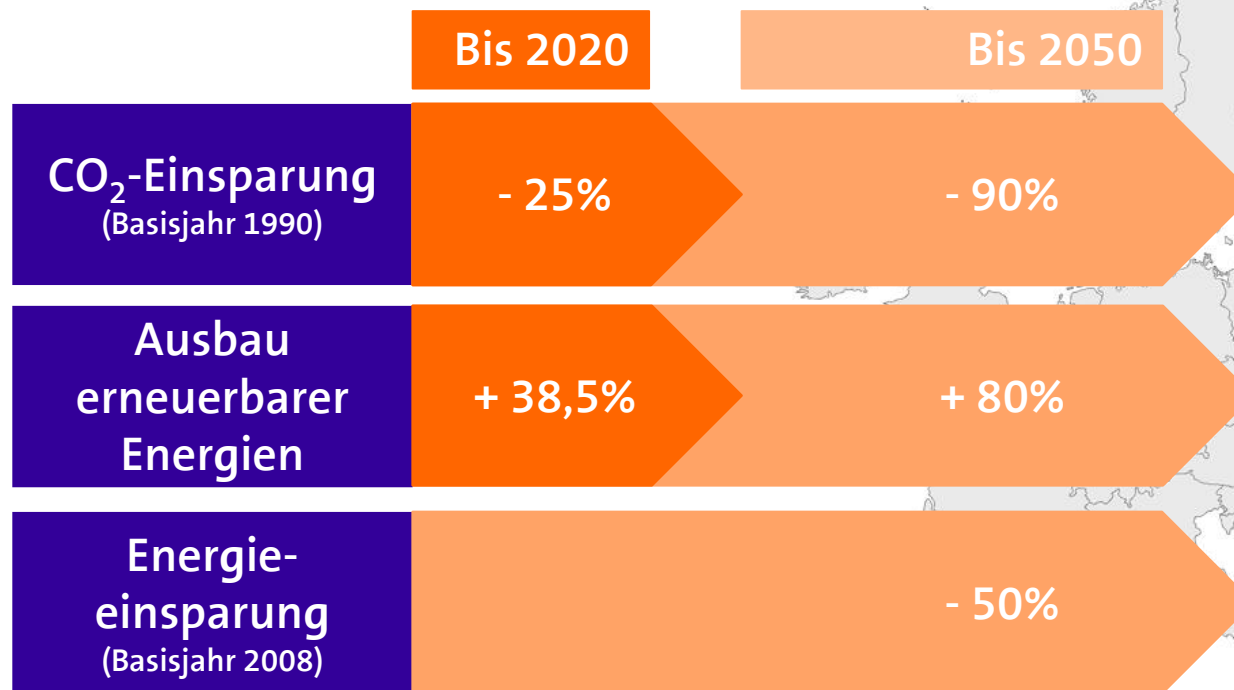 Bis 2020
Bis 2050
CO₂-Einsparung
(Basisjahr 1990)
- 25%
- 90%
Ausbau
erneuerbarer
Energien
+ 38,5%
+ 80%
Energie-
einsparung
(Basisjahr 2008)
- 50%